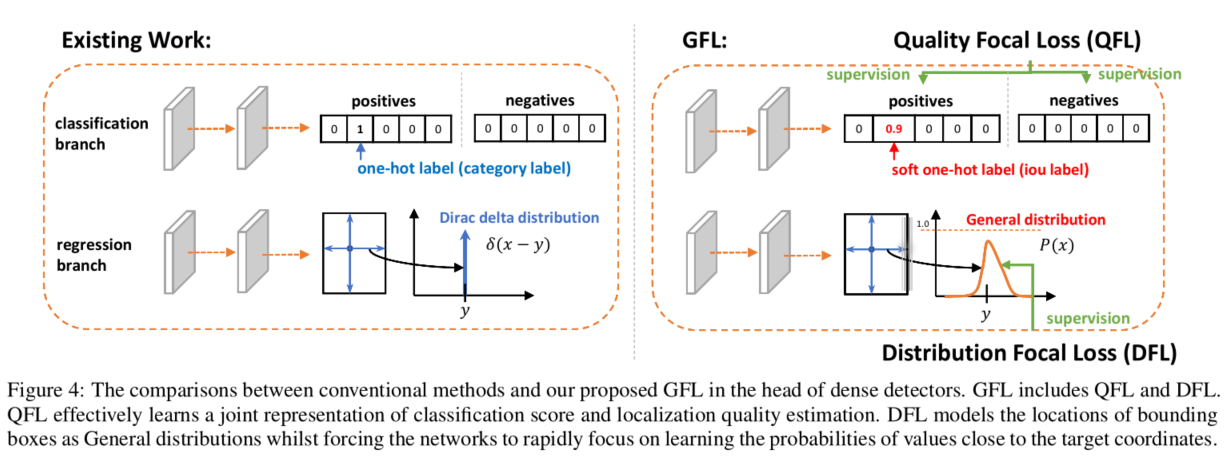 Existing Work:
classification
branch
positives
negatives
0 1 0 0 0
0 0 0 0 0
one-hot label (category label)
regression
branch
Dirac delta distribution
δ(x − y)
y
GFL:
Quality Focal Loss (QFL)
supervision
supervision
positives
negatives
0 0.9 0 0 0
0 0 0 0 0
soft one-hot label (iou label)
1.0
General distribution
P(x)
y
supervision
Distribution Focal Loss (DFL)
Figure 4: The comparisons between conventional methods and our proposed GFL in the head of dense detectors. GFL includes QFL and DFL.
QFL effectively learns a joint representation of classification score and localization quality estimation. DFL models the locations of bounding
boxes as General distributions whilst forcing the networks to rapidly focus on learning the probabilities of values close to the target coordinates.